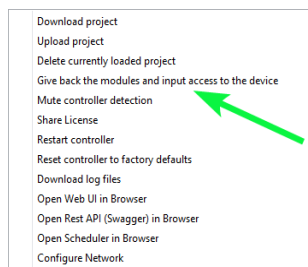 Download project
Upload project
Delete currently loaded project
Give back the modules and input access to the device
Mute controller detection
Share License
Restart controller
Reset controller to factory defaults
Download log files
Open Web UI in Browser
Open Rest API (Swagger) in Browser
Open Scheduler in Browser
Configure Network